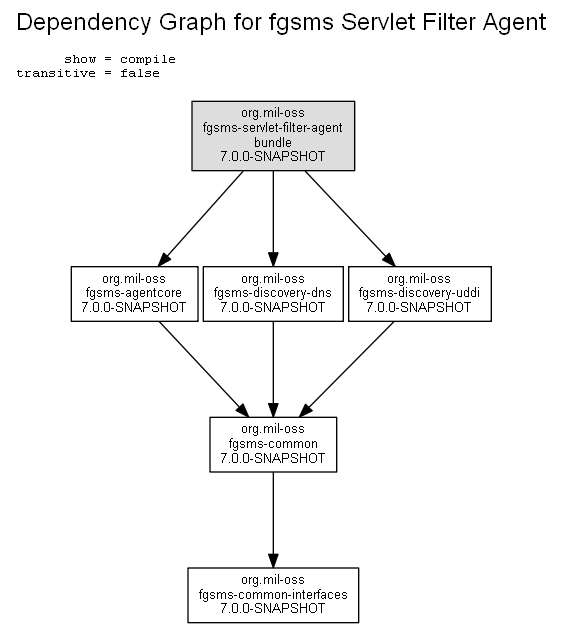 Dependency Graph for fgsms Servlet Filter Agent
show = compile
transitive = false
org.mil-oss
fgsms-servlet-filter-agent
bundle
7.0.0-SNAPSHOT
org.mil-oss
fgsms-agentcore
7.0.0-SNAPSHOT
org.mil-oss
fgsms-discovery-dns
7.0.0-SNAPSHOT
org.mil-oss
fgsms-discovery-uddi
7.0.0-SNAPSHOT
org.mil-oss
fgsms-common
7.0.0-SNAPSHOT
org.mil-oss
fgsms-common-interfaces
7.0.0-SNAPSHOT